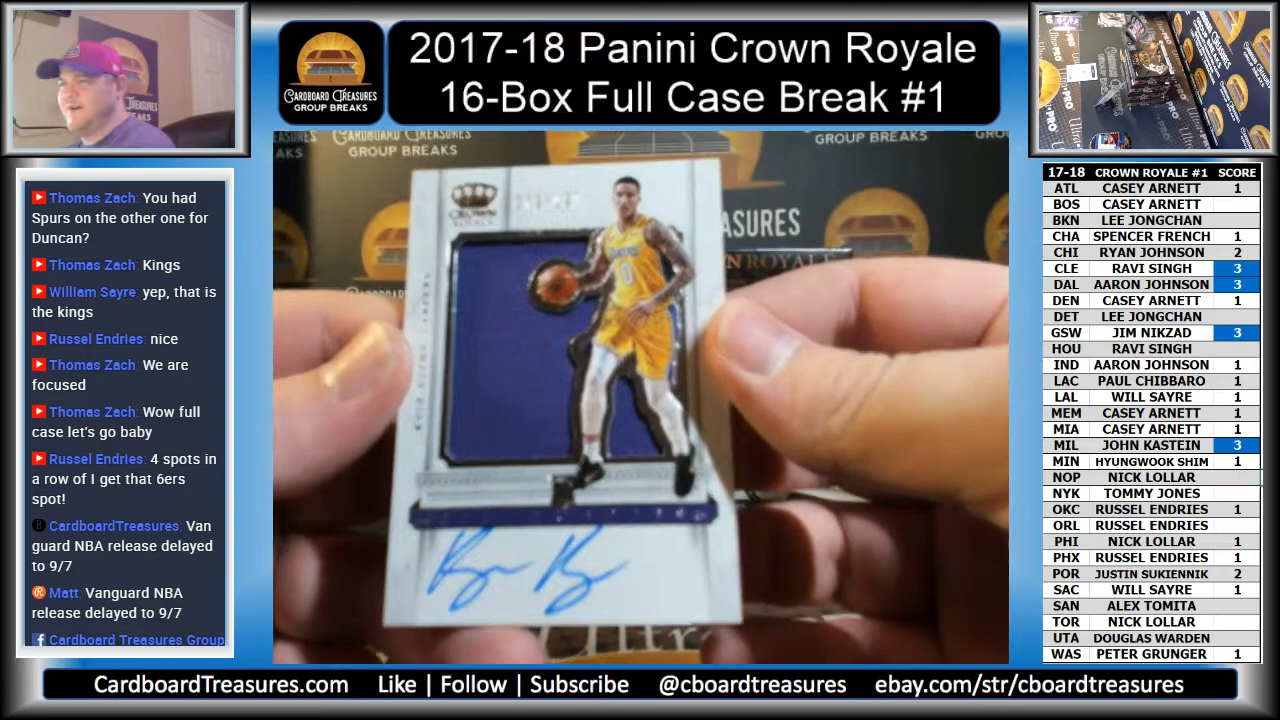 CARDBOARD TREASURES
GROUP BREAKS
2017-18 Panini Crown Royale
16-Box Full Case Break #1
Thomas Zach: You had
Spurs on the other one for
Duncan?
Thomas Zach: Kings
William Sayre: yep, that is
the kings
Russel Endries: nice
Thomas Zach: We are
focused
Thomas Zach: Wow full
case let's go baby
Russel Endries: 4 spots in
a row of I get that 6ers
spot!
CardboardTreasures: Van
guard NBA release delayed
to 9/7
Matt: Vanguard NBA
release delayed to 9/7
Cardboard Treasures Group
CARDBOARD TREASURES
GROUP BREAKS
GROUP BREAKS
CROWN
ROYALE
LAKERS
0
17-18 CROWN ROYALE #1 SCORE
ATL CASEY ARNETT 1
BOS CASEY ARNETT
BKN LEE JONGCHAN
CHA SPENCER FRENCH 1
CHI RYAN JOHNSON 2
CLE RAVI SINGH 3
DAL AARON JOHNSON 3
DEN CASEY ARNETT 1
DET LEE JONGCHAN
GSW JIM NIKZAD 3
HOU RAVI SINGH
IND AARON JOHNSON 1
LAC PAUL CHIBBARO 1
LAL WILL SAYRE 1
MEM CASEY ARNETT 1
MIA CASEY ARNETT 1
MIL JOHN KASTEIN 3
MIN HYUNGWOOK SHIM 1
NOP NICK LOLLAR
NYK TOMMY JONES
OKC RUSSEL ENDRIES 1
ORL RUSSEL ENDRIES
PHI NICK LOLLAR 1
PHX RUSSEL ENDRIES 1
POR JUSTIN SUKIENNIK 2
SAC WILL SAYRE 1
SAN ALEX TOMITA
TOR NICK LOLLAR
UTA DOUGLAS WARDEN
WAS PETER GRUNGER 1
CardboardTreasures.com Like | Follow | Subscribe @cboardtreasures ebay.com/str/cboardtreasures